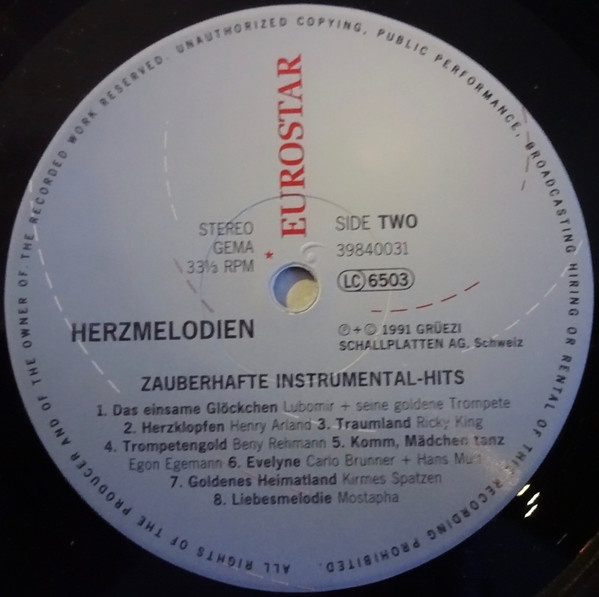 ALL RIGHTS OF THE PRODUCER AND OF THE OWNER OF THE RECORDED WORK RESERVED. UNAUTHORIZED COPYING, PUBLIC PERFORMANCE, BROADCASTING HIRING OR RENTAL OF THIS RECORDING PROHIBITED.
EUROSTAR
STEREO
GEMA
33⅓ RPM
SIDE TWO
39840031
LC 6503
HERZMELODIEN
℗ + © 1991 GRÜEZI
SCHALLPLATTEN AG. Schweiz
ZAUBERHAFTE INSTRUMENTAL-HITS
1. Das einsame Glöckchen Lubomir + seine goldene Trompete
2. Herzklopfen Henry Arland 3. Traumland Ricky King
4. Trompetengold Beny Rehmann 5. Komm, Mädchen tanz
Egon Egemann 6. Evelyne Carlo Brunner + Hans
7. Goldenes Heimatland Kirmes Spatzen
8. Liebesmelodie Mostapha